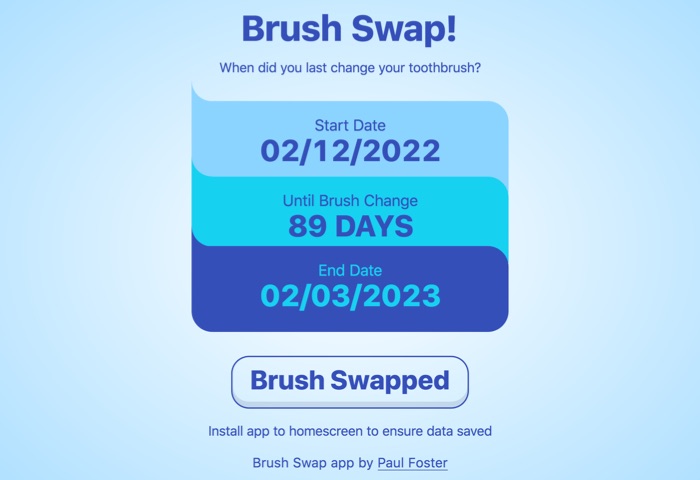 Brush Swap!
When did you last change your toothbrush?
Start Date
02/12/2022
Until Brush Change
89 DAYS
End Date
02/03/2023
Brush Swapped
Install app to homescreen to ensure data saved
Brush Swap app by Paul Foster